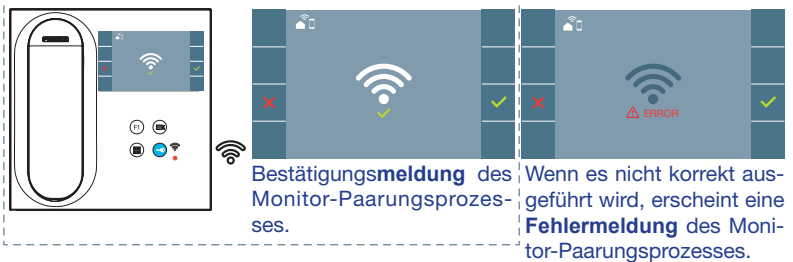 F1
Bestätigungsmeldung des
Monitor-Paarungsprozes-
ses.
ERROR
Wenn es nicht korrekt aus-
geführt wird, erscheint eine
Fehlermeldung des Moni-
tor-Paarungsprozesses.